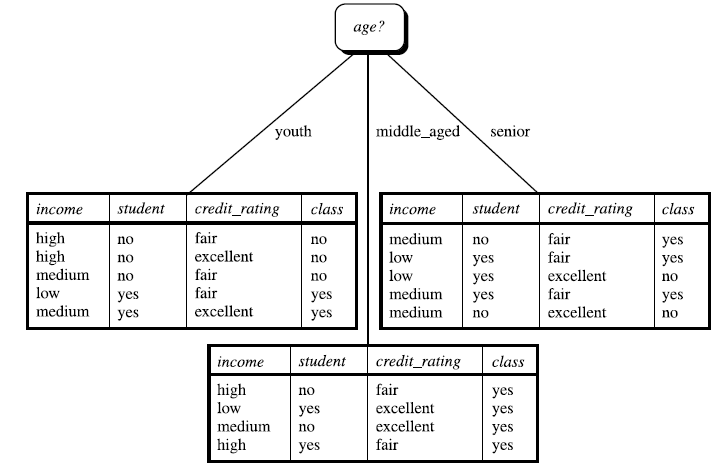 age?
youth
middle_aged
senior
income student credit_rating class
high no fair no
high no excellent no
medium no fair no
low yes fair yes
medium yes excellent yes
income student credit_rating class
medium no fair yes
low yes fair yes
low yes excellent no
medium yes fair yes
medium no excellent no
income student credit_rating class
high no fair yes
low yes excellent yes
medium no excellent yes
high yes fair yes